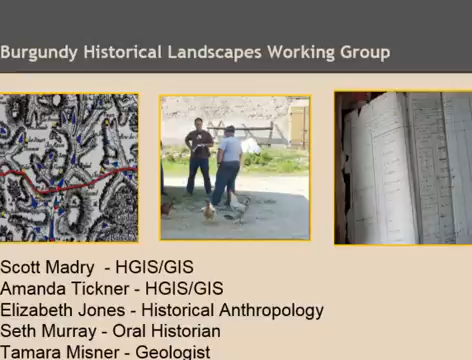 Burgundy Historical Landscapes Working Group
Scott Madry - HGIS/GIS
Amanda Tickner - HGIS/GIS
Elizabeth Jones - Historical Anthropology
Seth Murray - Oral Historian
Tamara Misner - Geologist